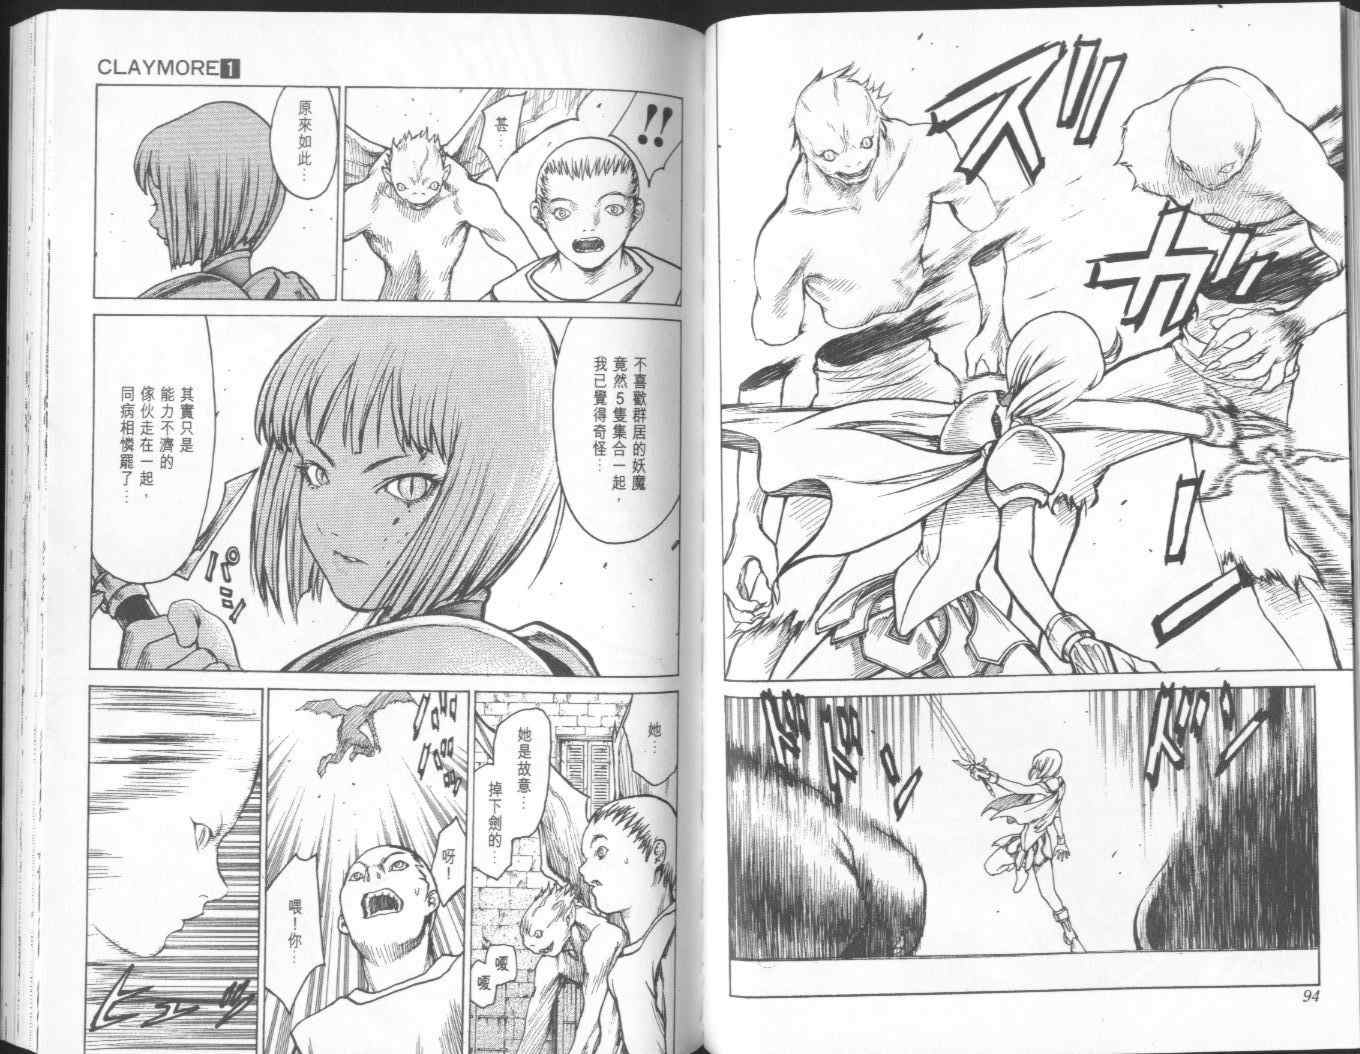 94
CLAYMORE 1
!!
甚…
原來如此…
不喜歡群居的妖魔
竟然5隻集合一起，
我已覺得奇怪…
其實只是
能力不濟的
傢伙走在一起，
同病相憐罷了…
她…
她是故意…
掉下劍的…
嗄
嗄
呀！
喂！你…